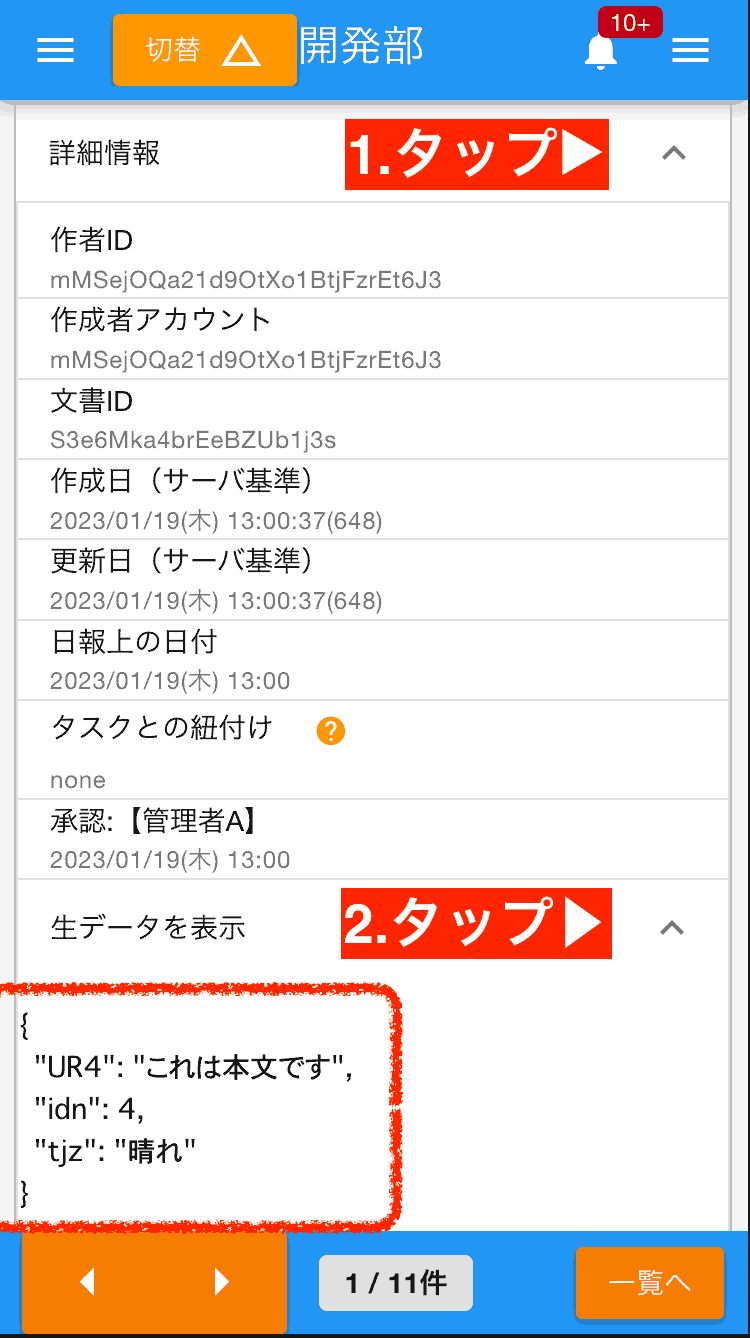 切替
開発部
10+
詳細情報
1.タップ▶
作者ID
mMSejOQa21d9OtXo1BtjFzrEt6J3
作成者アカウント
mMSejOQa21d9OtXo1BtjFzrEt6J3
文書ID
S3e6Mka4brEeBZUb1j3s
作成日（サーバ基準）
2023/01/19(木) 13:00:37(648)
更新日（サーバ基準）
2023/01/19(木) 13:00:37(648)
日報上の日付
2023/01/19(木) 13:00
タスクとの紐付け ?
none
承認:【管理者A】
2023/01/19(木) 13:00
生データを表示
2.タップ▶
{
"UR4": "これは本文です",
"idn": 4,
"tjz": "晴れ"
}
1 / 11件
一覧へ